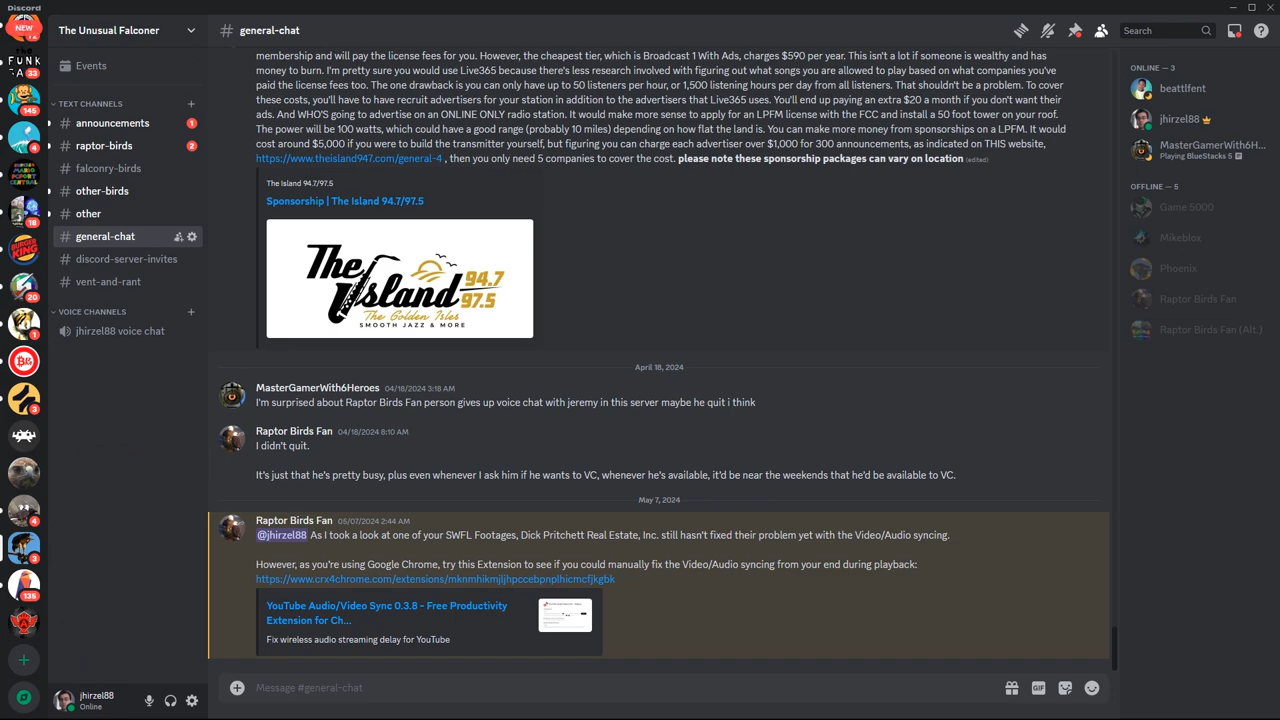 Discord
NEW
the
FUNK
33
145
4
MARIO
PORT
CENTRAL
18
BURGER
KING
20
1
3
4
3
135
The Unusual Falconer
Events
TEXT CHANNELS
announcements
1
raptor-birds
2
falconry-birds
other-birds
other
general-chat
discord-server-invites
vent-and-rant
VOICE CHANNELS
jhirzel88 voice chat
jhirzel88
Online
# general-chat
Search
membership and will pay the license fees for you. However, the cheapest tier, which is Broadcast 1 With Ads, charges $590 per year. This isn't a lot if someone is wealthy and has
money to burn. I'm pretty sure you would use Live365 because there's less research involved with figuring out what songs you are allowed to play based on what companies you've
paid the license fees too. The one drawback is you can only have up to 50 listeners per hour, or 1,500 listening hours per day from all listeners. That shouldn't be a problem. To cover
these costs, you'll have to have recruit advertisers for your station in addition to the advertisers that Live365 uses. You'll end up paying an extra $20 a month if you don't want their
ads. And WHO'S going to advertise on an ONLINE ONLY radio station. It would make more sense to apply for an LPFM license with the FCC and install a 50 foot tower on your roof.
The power will be 100 watts, which could have a good range (probably 10 miles) depending on how flat the land is. You can make more money from sponsorships on a LPFM. It would
cost around $5,000 if you were to build the transmitter yourself, but figuring you can charge each advertiser over $1,000 for 300 announcements, as indicated on THIS website,
https://www.theisland947.com/general-4 , then you only need 5 companies to cover the cost. please note these sponsorship packages can vary on location (edited)
The Island 94.7/97.5
Sponsorship | The Island 94.7/97.5
The
Island 94.7
97.5
The Golden Isles
SMOOTH JAZZ & MORE
April 18, 2024
MasterGamerWith6Heroes 04/18/2024 3:18 AM
I'm surprised about Raptor Birds Fan person gives up voice chat with jeremy in this server maybe he quit i think
Raptor Birds Fan 04/18/2024 8:10 AM
I didn't quit.
It's just that he's pretty busy, plus even whenever I ask him if he wants to VC, whenever he's available, it'd be near the weekends that he'd be available to VC.
May 7, 2024
Raptor Birds Fan 05/07/2024 2:44 AM
@jhirzel88 As I took a look at one of your SWFL Footages, Dick Pritchett Real Estate, Inc. still hasn't fixed their problem yet with the Video/Audio syncing.
However, as you're using Google Chrome, try this Extension to see if you could manually fix the Video/Audio syncing from your end during playback:
https://www.crx4chrome.com/extensions/mknmhikmjljhpccebpnplhicmcfjkgbk
YouTube Audio/Video Sync 0.3.8 - Free Productivity
Extension for Ch...
Fix wireless audio streaming delay for YouTube
Message #general-chat
GIF
ONLINE — 3
beattlfent
jhirzel88
MasterGamerWith6H...
Playing BlueStacks 5
OFFLINE — 5
Game 5000
Mikeblox
Phoenix
Raptor Birds Fan
Raptor Birds Fan (Alt.)